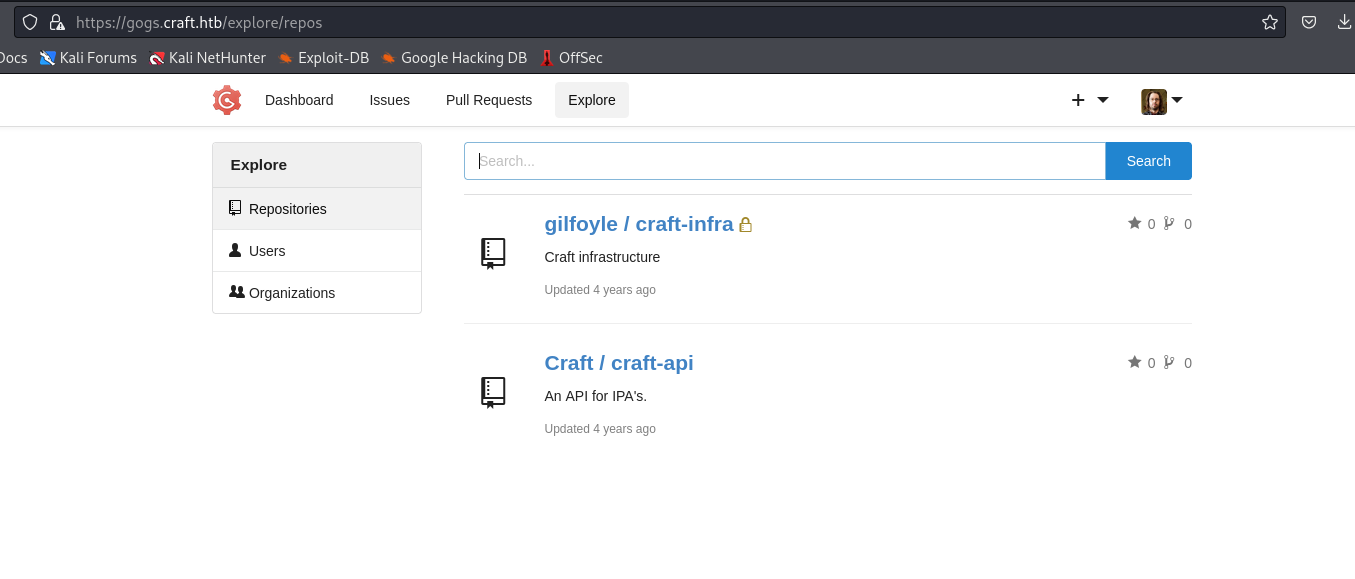 https://gogs.craft.htb/explore/repos
Docs Kali Forums Kali NetHunter Exploit-DB Google Hacking DB OffSec
Dashboard Issues Pull Requests Explore
Explore
Repositories
Users
Organizations
Search... Search
gilfoyle / craft-infra 0 0
Craft infrastructure
Updated 4 years ago
Craft / craft-api 0 0
An API for IPA's.
Updated 4 years ago